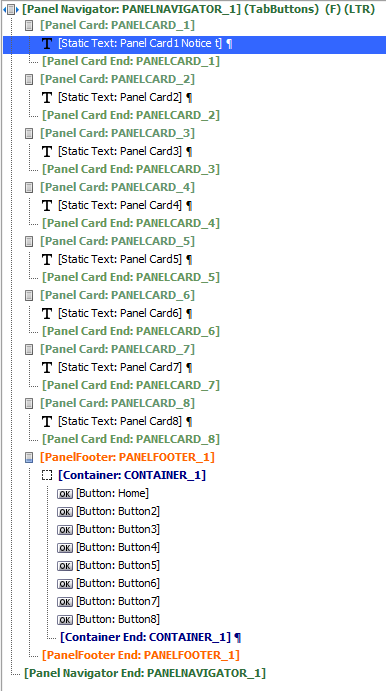 [Panel Navigator: PANELNAVIGATOR_1] (TabButtons) (F) (LTR)
[Panel Card: PANELCARD_1]
T [Static Text: Panel Card1 Notice t] ¶
[Panel Card End: PANELCARD_1]
[Panel Card: PANELCARD_2]
T [Static Text: Panel Card2] ¶
[Panel Card End: PANELCARD_2]
[Panel Card: PANELCARD_3]
T [Static Text: Panel Card3] ¶
[Panel Card End: PANELCARD_3]
[Panel Card: PANELCARD_4]
T [Static Text: Panel Card4] ¶
[Panel Card End: PANELCARD_4]
[Panel Card: PANELCARD_5]
T [Static Text: Panel Card5] ¶
[Panel Card End: PANELCARD_5]
[Panel Card: PANELCARD_6]
T [Static Text: Panel Card6] ¶
[Panel Card End: PANELCARD_6]
[Panel Card: PANELCARD_7]
T [Static Text: Panel Card7] ¶
[Panel Card End: PANELCARD_7]
[Panel Card: PANELCARD_8]
T [Static Text: Panel Card8] ¶
[Panel Card End: PANELCARD_8]
[PanelFooter: PANELFOOTER_1]
[Container: CONTAINER_1]
OK [Button: Home]
OK [Button: Button2]
OK [Button: Button3]
OK [Button: Button4]
OK [Button: Button5]
OK [Button: Button6]
OK [Button: Button7]
OK [Button: Button8]
[Container End: CONTAINER_1] ¶
[PanelFooter End: PANELFOOTER_1]
[Panel Navigator End: PANELNAVIGATOR_1]